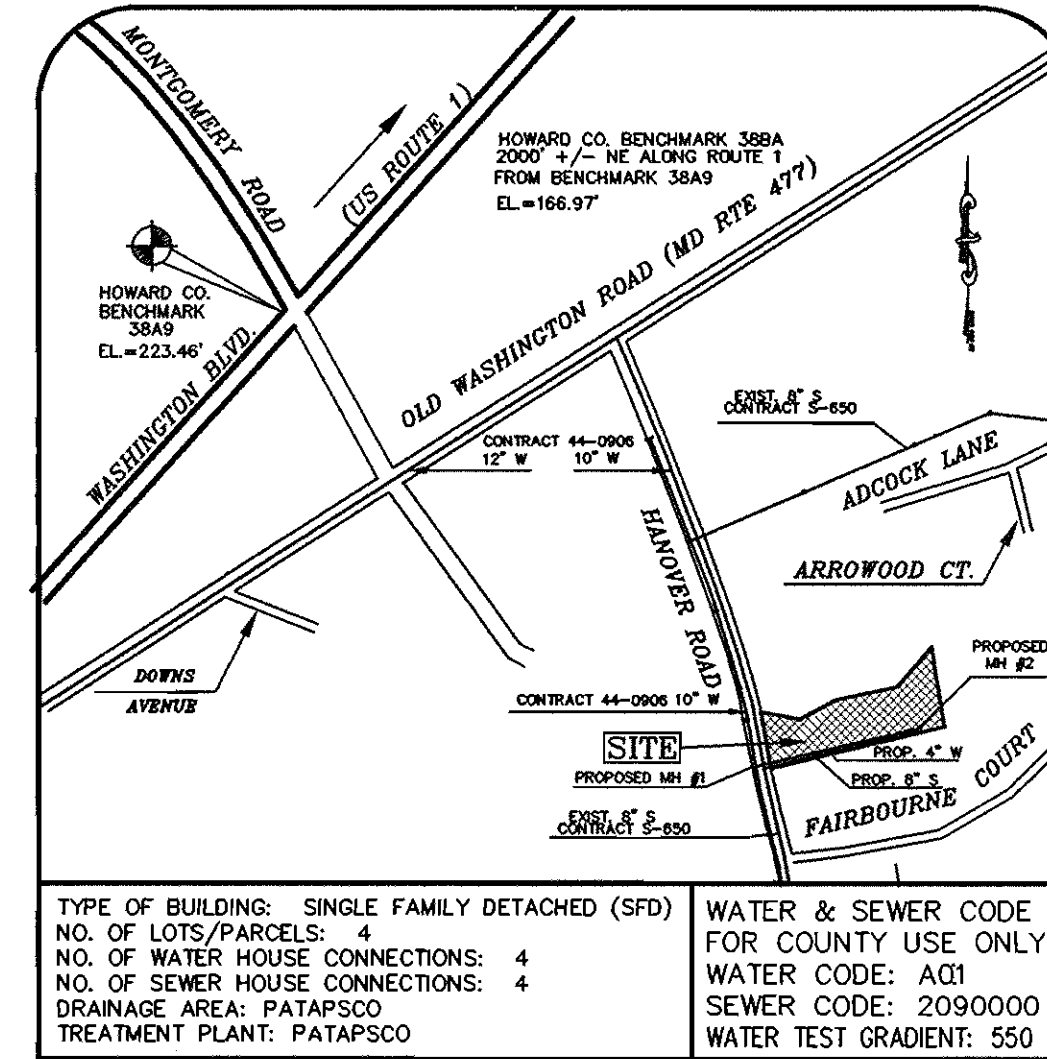 MONTGOMERY ROAD
(US ROUTE 1)
HOWARD CO. BENCHMARK 38BA
2000' +/- NE ALONG ROUTE 1
FROM BENCHMARK 38A9
EL.=166.97'
HOWARD CO.
BENCHMARK
38A9
EL.=223.46'
WASHINGTON BLVD.
OLD WASHINGTON ROAD (MD RTE 477)
EXIST. 8" S
CONTRACT S-650
CONTRACT 44-0906
12" W
10" W
ADCOCK LANE
HANOVER ROAD
ARROWOOD CT.
DOWNS
AVENUE
PROPOSED
MH #2
CONTRACT 44-0906 10" W
SITE
PROP. 4" W
PROPOSED MH #1
PROP. 8" S
FAIRBOURNE COURT
EXIST. 8" S
CONTRACT S-650
TYPE OF BUILDING: SINGLE FAMILY DETACHED (SFD)
NO. OF LOTS/PARCELS: 4
NO. OF WATER HOUSE CONNECTIONS: 4
NO. OF SEWER HOUSE CONNECTIONS: 4
DRAINAGE AREA: PATAPSCO
TREATMENT PLANT: PATAPSCO
WATER & SEWER CODE
FOR COUNTY USE ONLY
WATER CODE:
SEWER CODE: 2090000
WATER TEST GRADIENT: 550